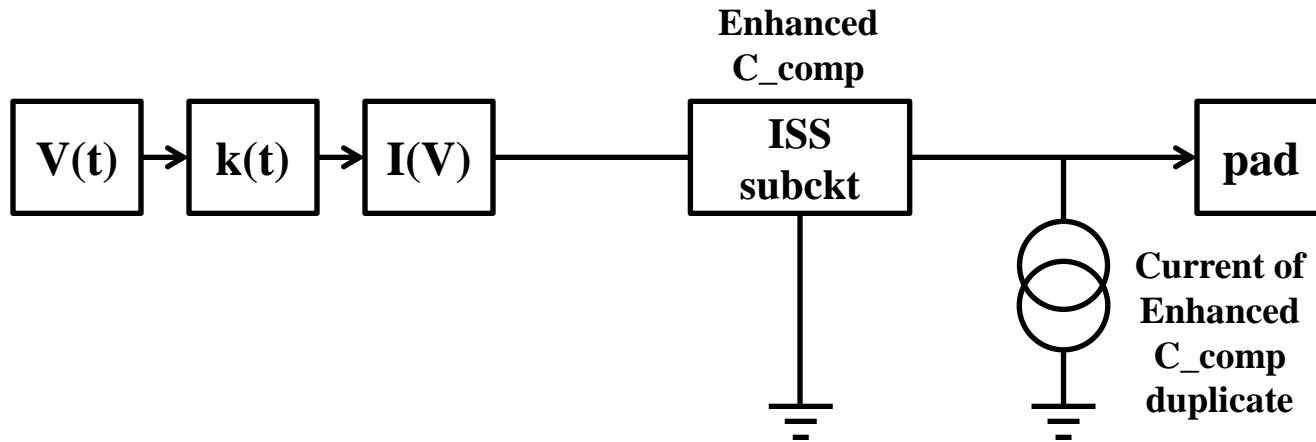 Enhanced
C_comp
V(t)
k(t)
I(V)
ISS
subckt
pad
Current of
Enhanced
C_comp
duplicate